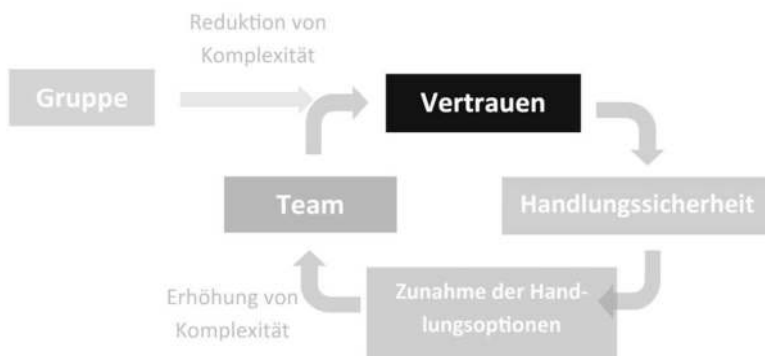 Reduktion von
Komplexität
Gruppe
Vertrauen
Team
Handlungssicherheit
Erhöhung von
Komplexität
Zunahme der Hand-
lungsoptionen